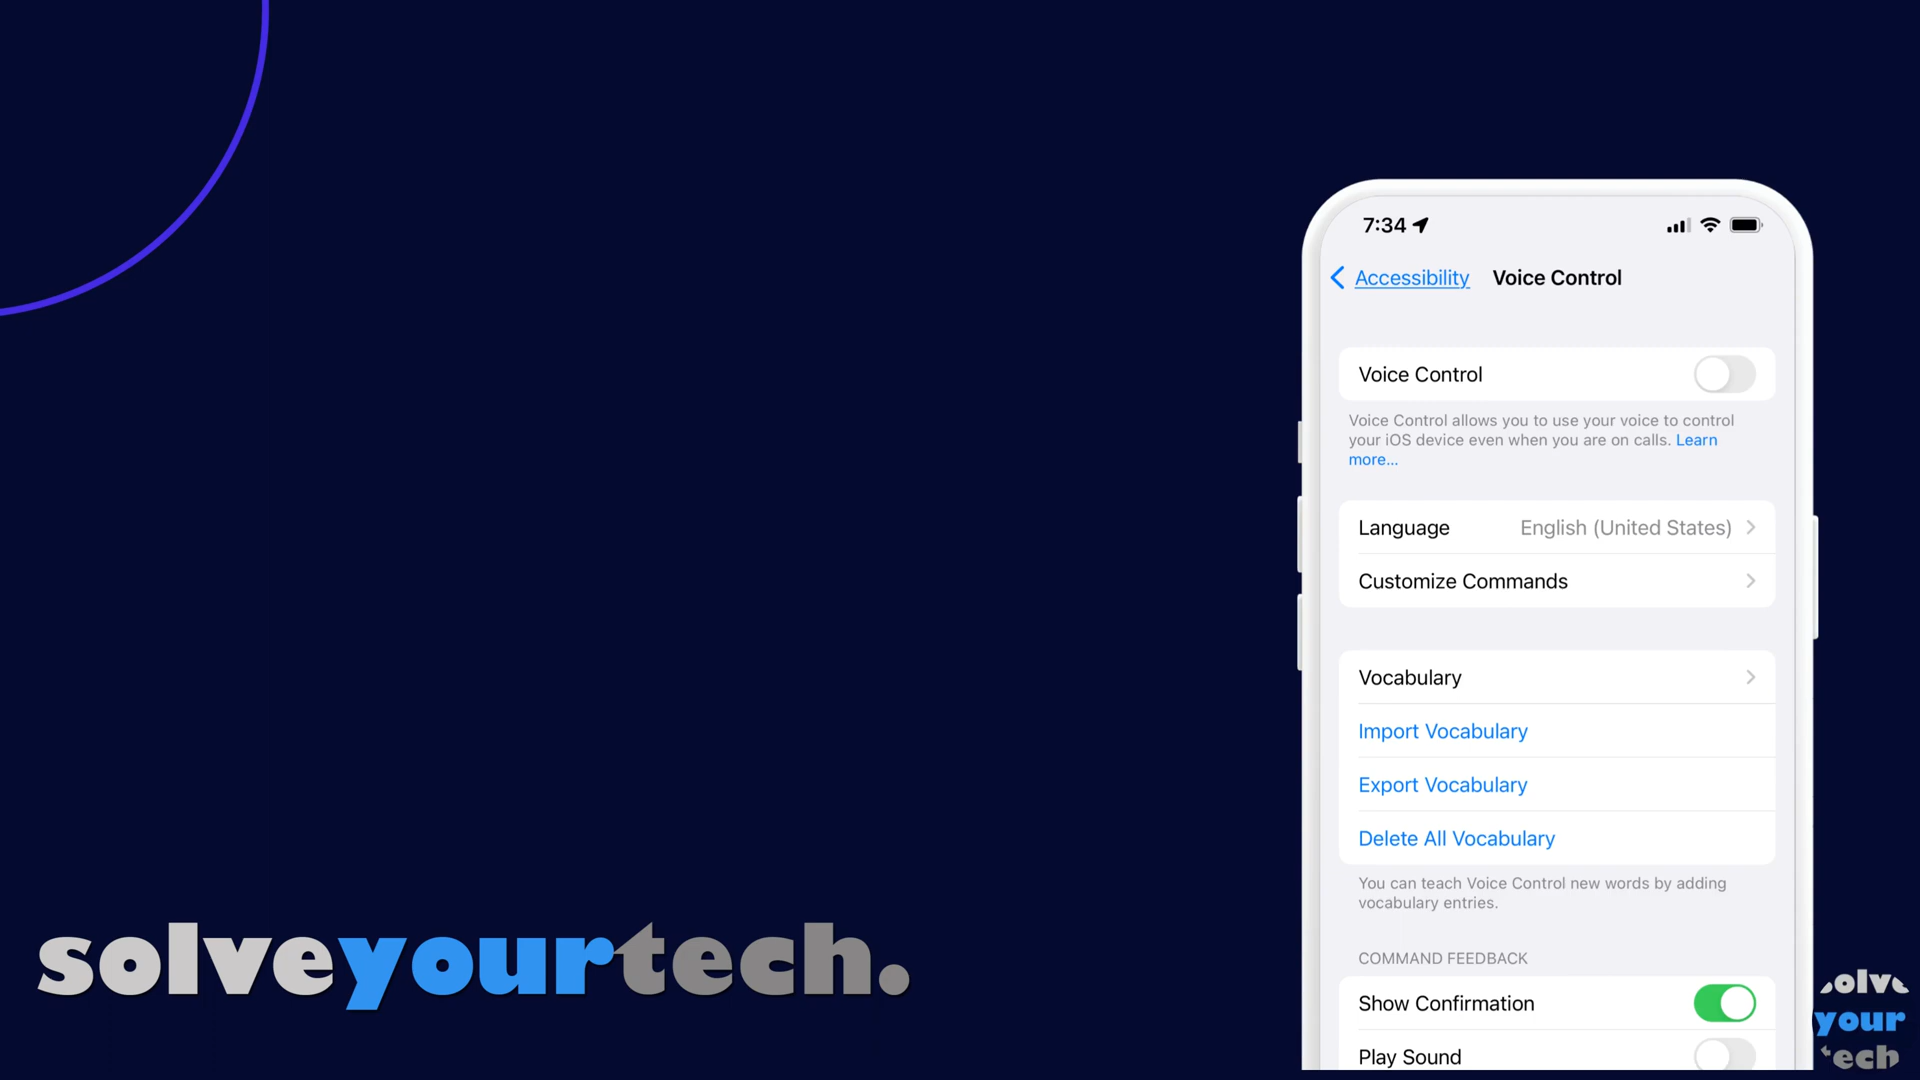 7:34
Accessibility Voice Control
Voice Control
Voice Control allows you to use your voice to control
your iOS device even when you are on calls. Learn
more...
Language English (United States)
Customize Commands
Vocabulary
Import Vocabulary
Export Vocabulary
Delete All Vocabulary
You can teach Voice Control new words by adding
vocabulary entries.
COMMAND FEEDBACK
Show Confirmation
Play Sound
solveyourtech.
solve
your
tech